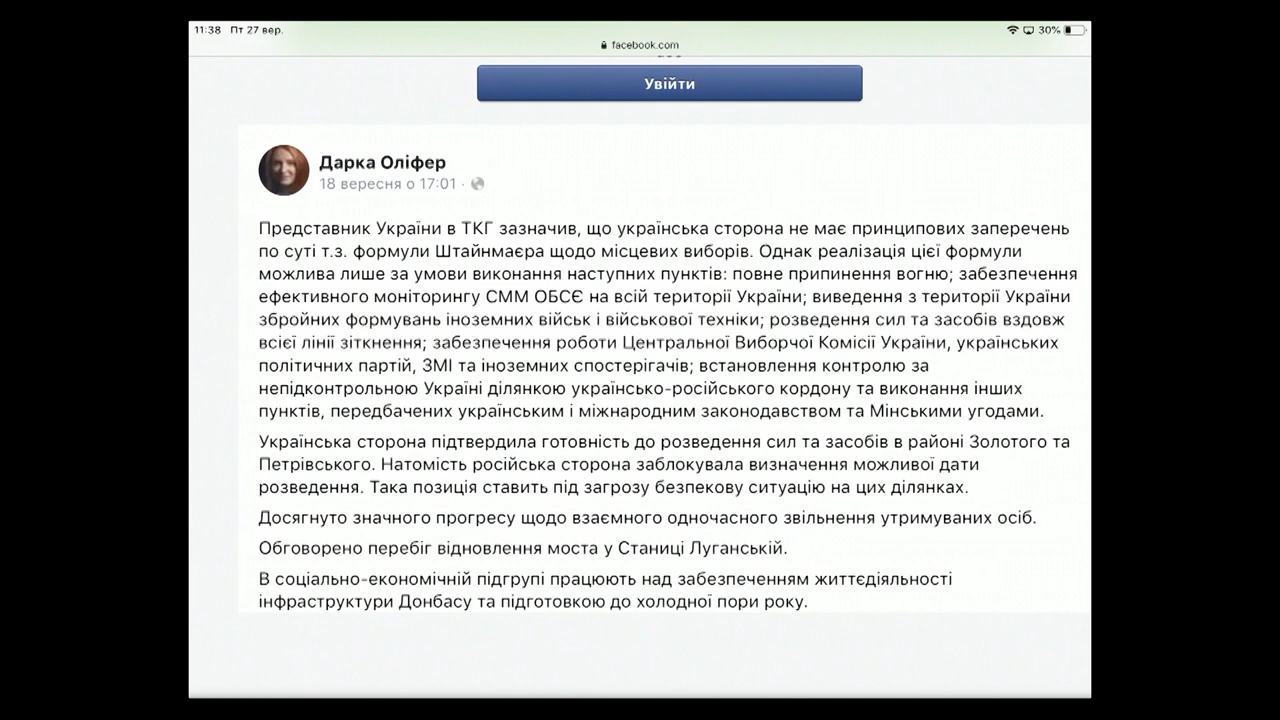 11:38 Пт 27 вер.
30%
facebook.com
Увійти
Дарка Оліфер
18 вересня о 17:01 ·
Представник України в ТКГ зазначив, що українська сторона не має принципових заперечень
по суті т.з. формули Штайнмаєра щодо місцевих виборів. Однак реалізація цієї формули
можлива лише за умови виконання наступних пунктів: повне припинення вогню; забезпечення
ефективного моніторингу СММ ОБСЄ на всій території України; виведення з території України
збройних формувань іноземних військ і військової техніки; розведення сил та засобів вздовж
всієї лінії зіткнення; забезпечення роботи Центральної Виборчої Комісії України, українських
політичних партій, ЗМІ та іноземних спостерігачів; встановлення контролю за
непідконтрольною Україні ділянкою українсько-російського кордону та виконання інших
пунктів, передбачених українським і міжнародним законодавством та Мінськими угодами.
Українська сторона підтвердила готовність до розведення сил та засобів в районі Золотого та
Петрівського. Натомість російська сторона заблокувала визначення можливої дати
розведення. Така позиція ставить під загрозу безпекову ситуацію на цих ділянках.
Досягнуто значного прогресу щодо взаємного одночасного звільнення утримуваних осіб.
Обговорено перебіг відновлення моста у Станиці Луганській.
В соціально-економічній підгрупі працюють над забезпеченням життєдіяльності
інфраструктури Донбасу та підготовкою до холодної пори року.